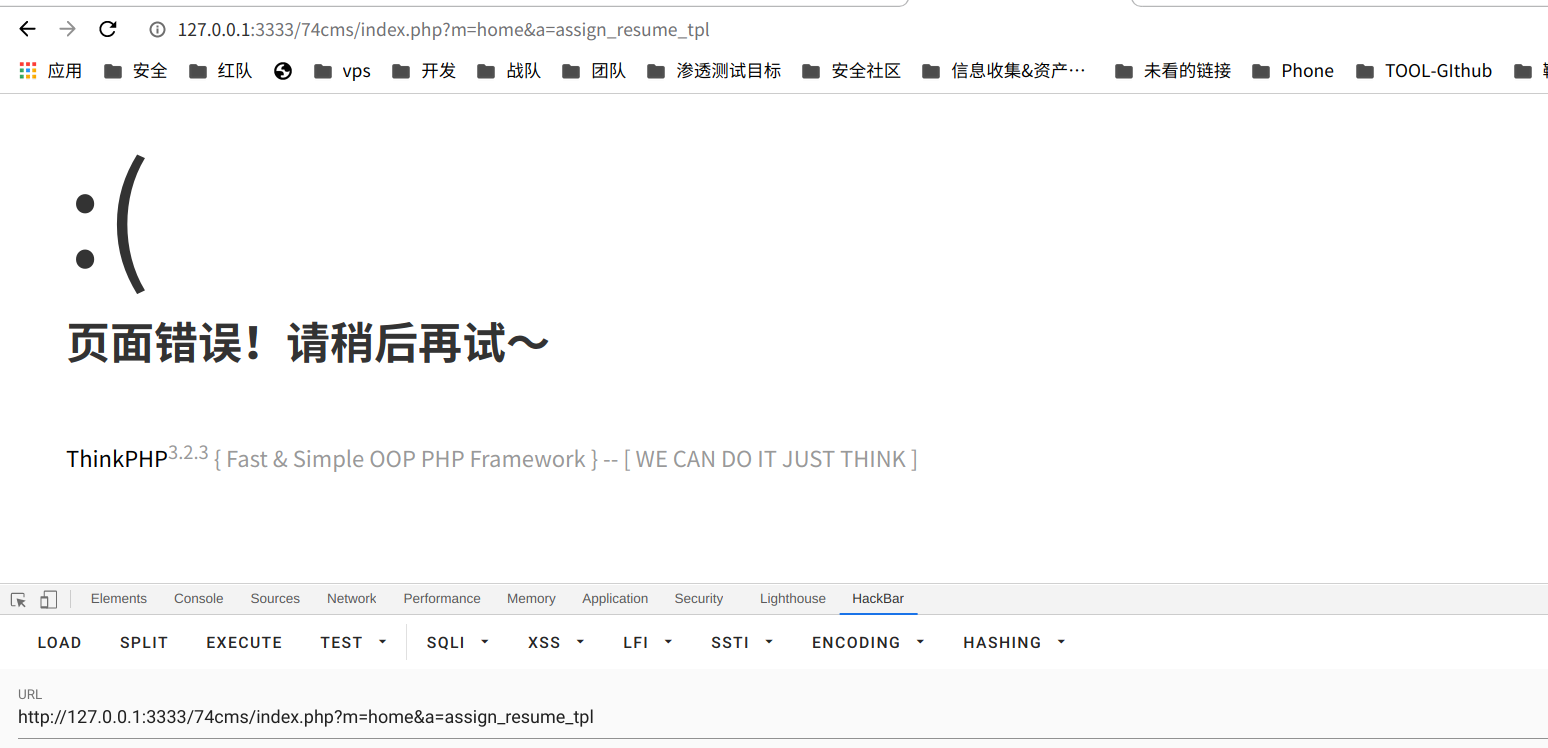 127.0.0.1:3333/74cms/index.php?m=home&a=assign_resume_tpl
应用 安全 红队 vps 开发 战队 团队 渗透测试目标 安全社区 信息收集&资产… 未看的链接 Phone TOOL-GIthub
:(
页面错误！请稍后再试～
ThinkPHP3.2.3 { Fast & Simple OOP PHP Framework } -- [ WE CAN DO IT JUST THINK ]
Elements Console Sources Network Performance Memory Application Security Lighthouse HackBar
LOAD SPLIT EXECUTE TEST SQLI XSS LFI SSTI ENCODING HASHING
URL
http://127.0.0.1:3333/74cms/index.php?m=home&a=assign_resume_tpl